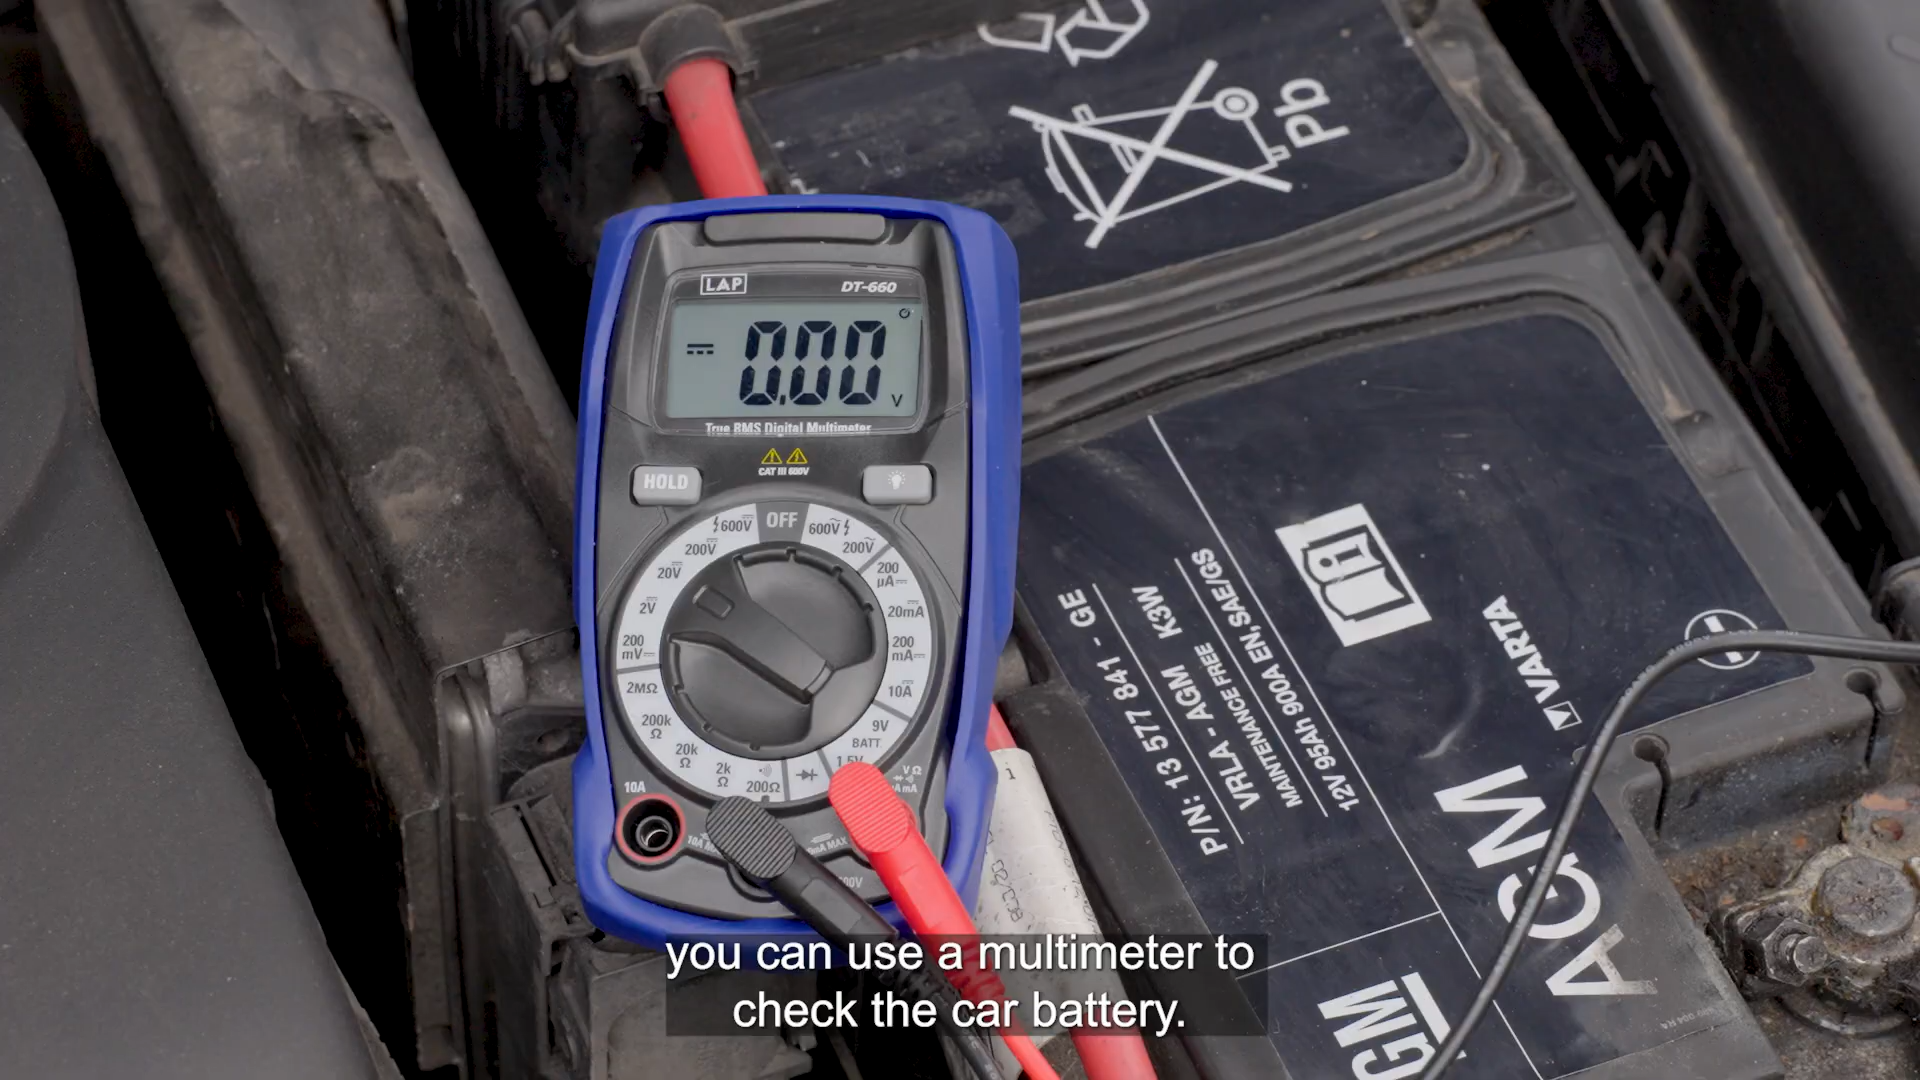 Pb
LAP
DT-660
0.00
V
True RMS Digital Multimeter
CAT III 600V
HOLD
OFF
600V
600V
200V
200V
20V
200
µA
2V
20mA
200
mV
200
mA
2MΩ
10A
200k
Ω
9V
20k
Ω
BATT.
2k
Ω
200Ω
1.5V
10A
VΩ
mA
P/N: 13 577 841 - GE
VRLA - AGM K3W
MAINTENANCE FREE
12V 95Ah 900A EN, SAE/GS
VARTA
AGM
GM
you can use a multimeter to
check the car battery.